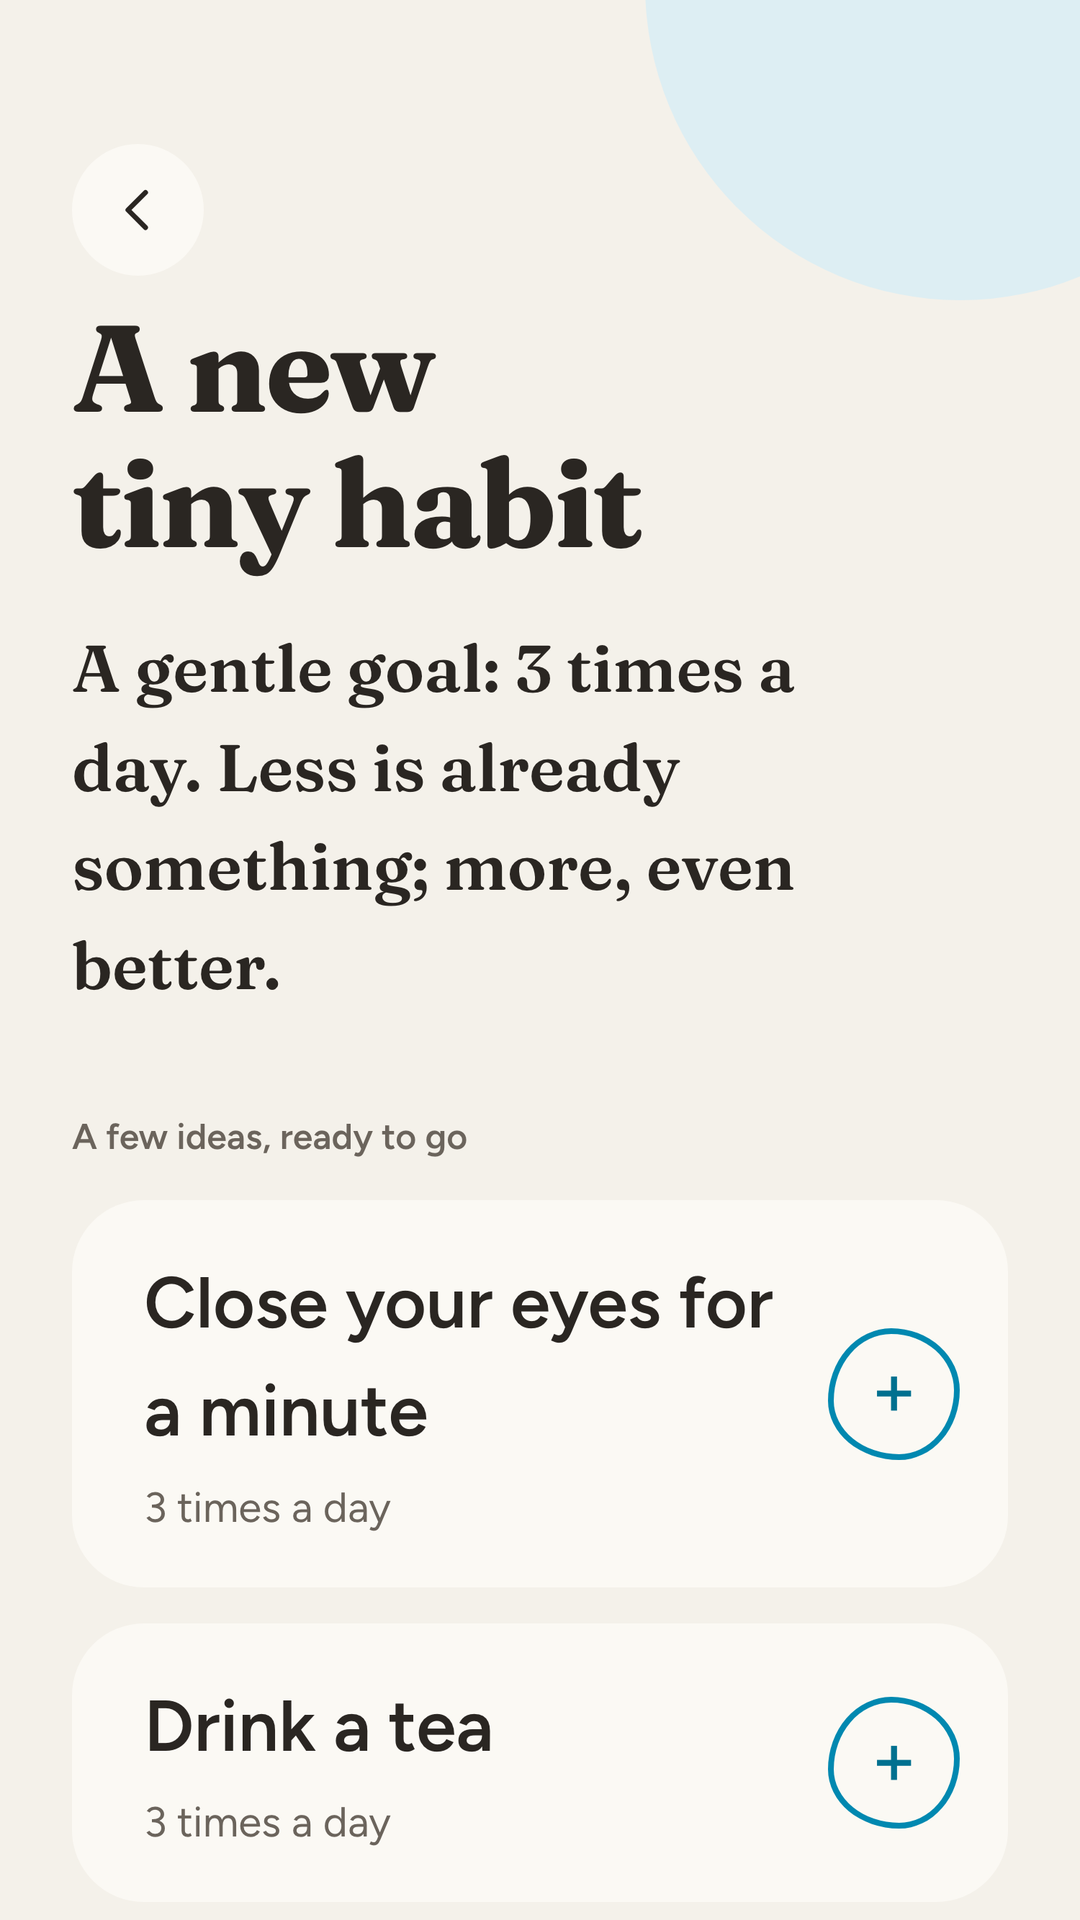 A new
tiny habit
A gentle goal: 3 times a
day. Less is already
something; more, even
better.
A few ideas, ready to go
Close your eyes for
a minute
3 times a day
Drink a tea
3 times a day